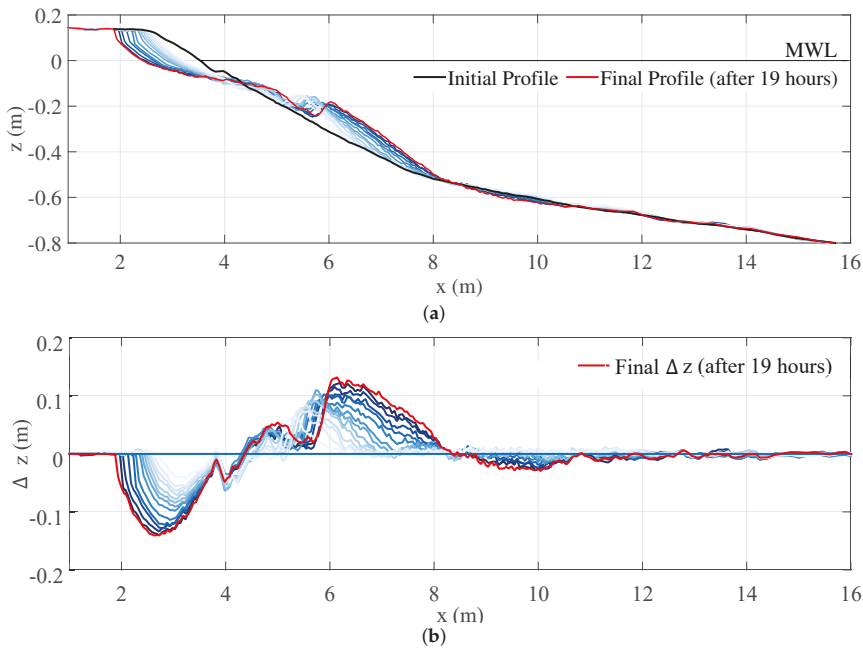 0.2
0
-0.2
-0.4
-0.6
-0.8
z (m)
MWL
Initial Profile
Final Profile (after 19 hours)
2
4
6
8
10
12
14
16
x (m)
(a)
0.2
0.1
0
-0.1
-0.2
Δ z (m)
Final Δ z (after 19 hours)
2
4
6
8
10
12
14
16
x (m)
(b)